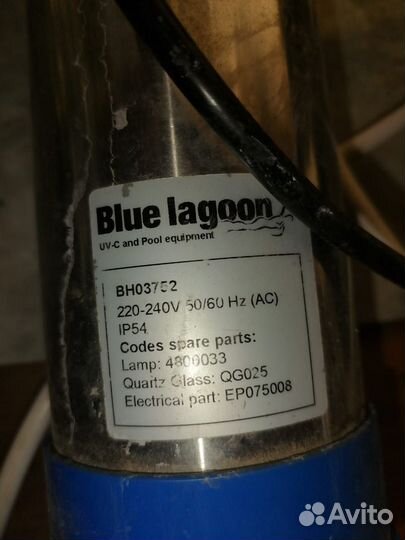 Blue lagoon
UV-C and Pool equipment
BH03752
220-240V 50/60 Hz (AC)
IP54
Codes spare parts:
Lamp: 4800033
Quartz Glass: QG025
Electrical part: EP075008
Avito